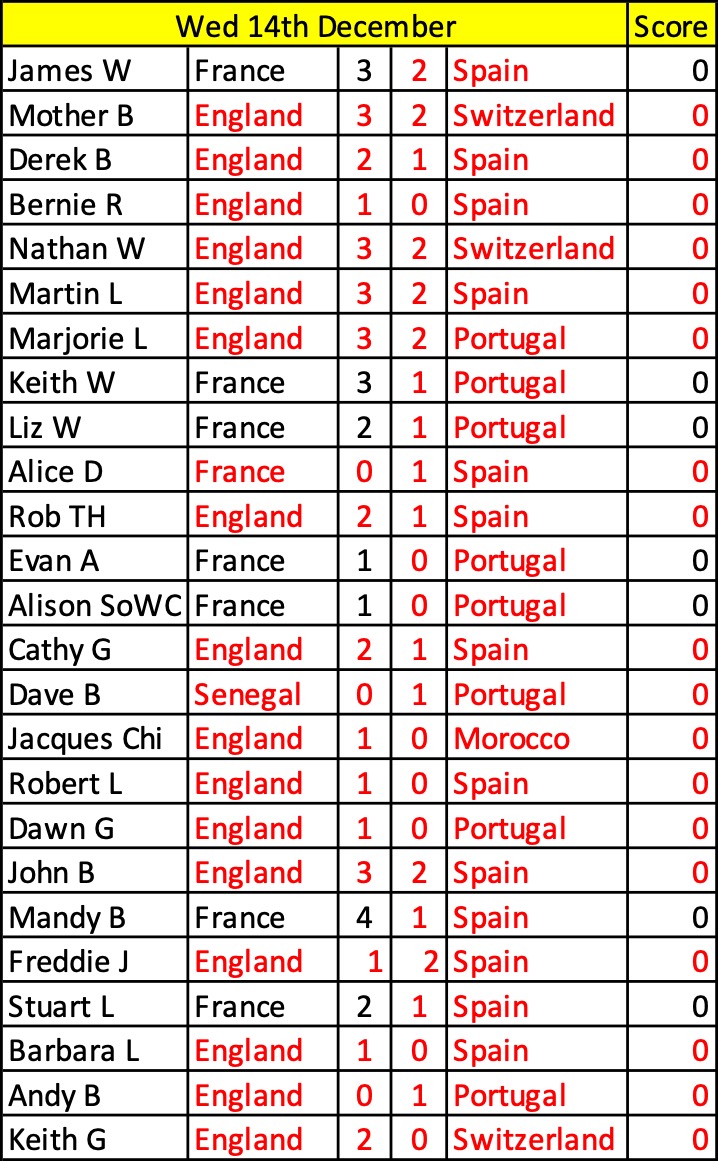 Wed 14th December Score
James W France 3 2 Spain 0
Mother B England 3 2 Switzerland 0
Derek B England 2 1 Spain 0
Bernie R England 1 0 Spain 0
Nathan W England 3 2 Switzerland 0
Martin L England 3 2 Spain 0
Marjorie L England 3 2 Portugal 0
Keith W France 3 1 Portugal 0
Liz W France 2 1 Portugal 0
Alice D France 0 1 Spain 0
Rob TH England 2 1 Spain 0
Evan A France 1 0 Portugal 0
Alison SoWC France 1 0 Portugal 0
Cathy G England 2 1 Spain 0
Dave B Senegal 0 1 Portugal 0
Jacques Chi England 1 0 Morocco 0
Robert L England 1 0 Spain 0
Dawn G England 1 0 Portugal 0
John B England 3 2 Spain 0
Mandy B France 4 1 Spain 0
Freddie J England 1 2 Spain 0
Stuart L France 2 1 Spain 0
Barbara L England 1 0 Spain 0
Andy B England 0 1 Portugal 0
Keith G England 2 0 Switzerland 0